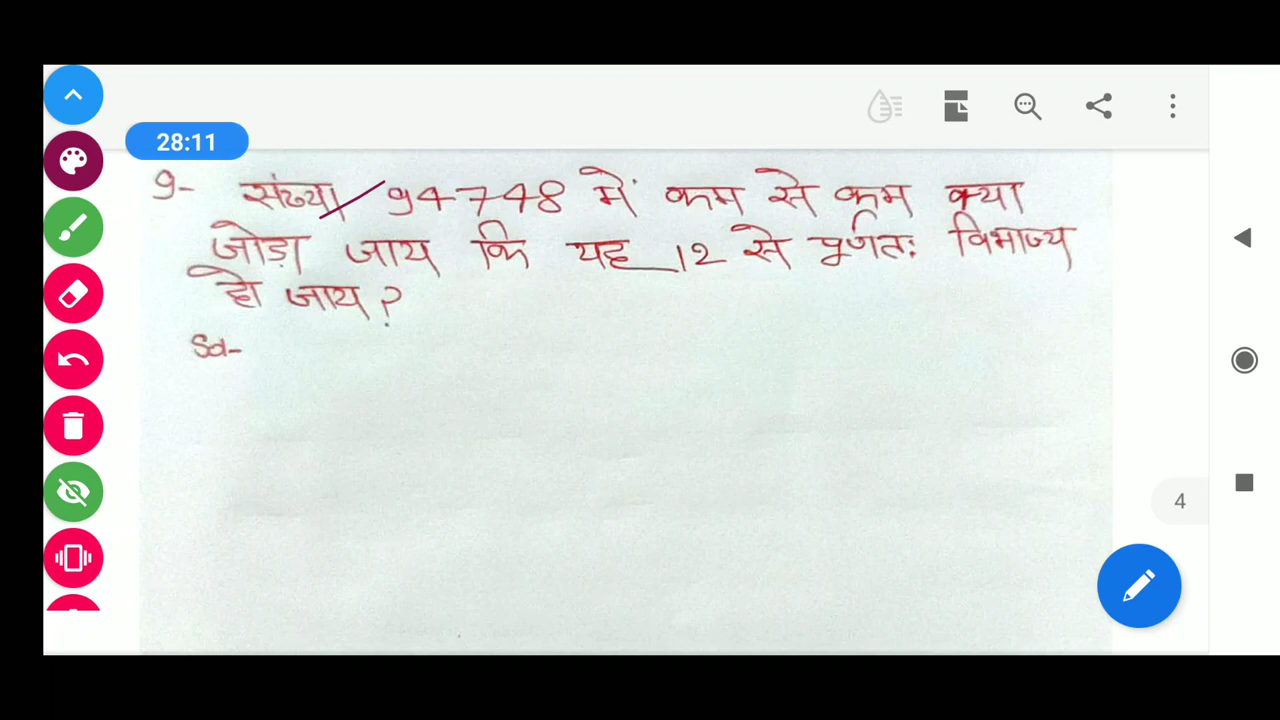 28:11
9- संख्या 94748 में कम से कम क्या
जोड़ा जाय कि यह 12 से पूर्णतः विभाज्य
हो जाय ?
Sol-
4